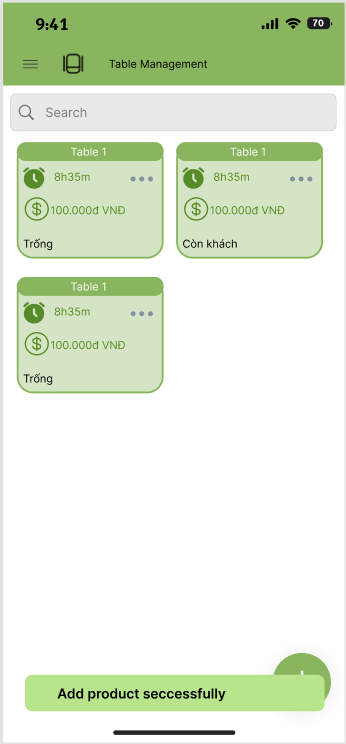 9:41
70
Table Management
Search
Table 1
8h35m
100.000đ VNĐ
Trống
Table 1
8h35m
100.000đ VNĐ
Còn khách
Table 1
8h35m
100.000đ VNĐ
Trống
Add product seccessfully